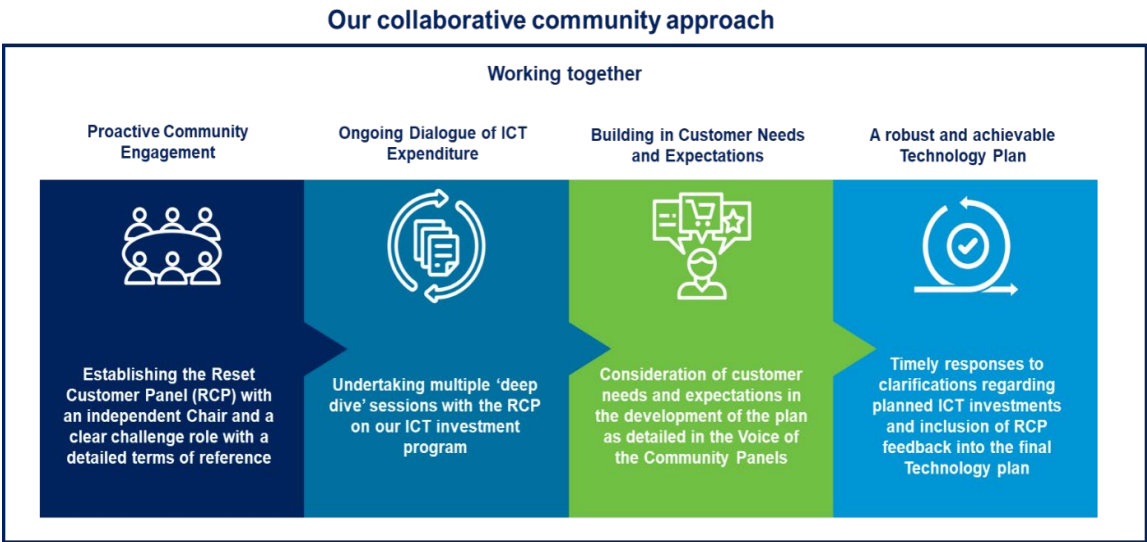 Our collaborative community approach
Working together
Proactive Community
Engagement
Establishing the Reset
Customer Panel (RCP) with
an independent Chair and a
clear challenge role with a
detailed terms of reference
Ongoing Dialogue of ICT
Expenditure
Undertaking multiple ‘deep
dive’ sessions with the RCP
on our ICT investment
program
Building in Customer Needs
and Expectations
Consideration of customer
needs and expectations in
the development of the plan
as detailed in the Voice of
the Community Panels
A robust and achievable
Technology Plan
Timely responses to
clarifications regarding
planned ICT investments
and inclusion of RCP
feedback into the final
Technology plan